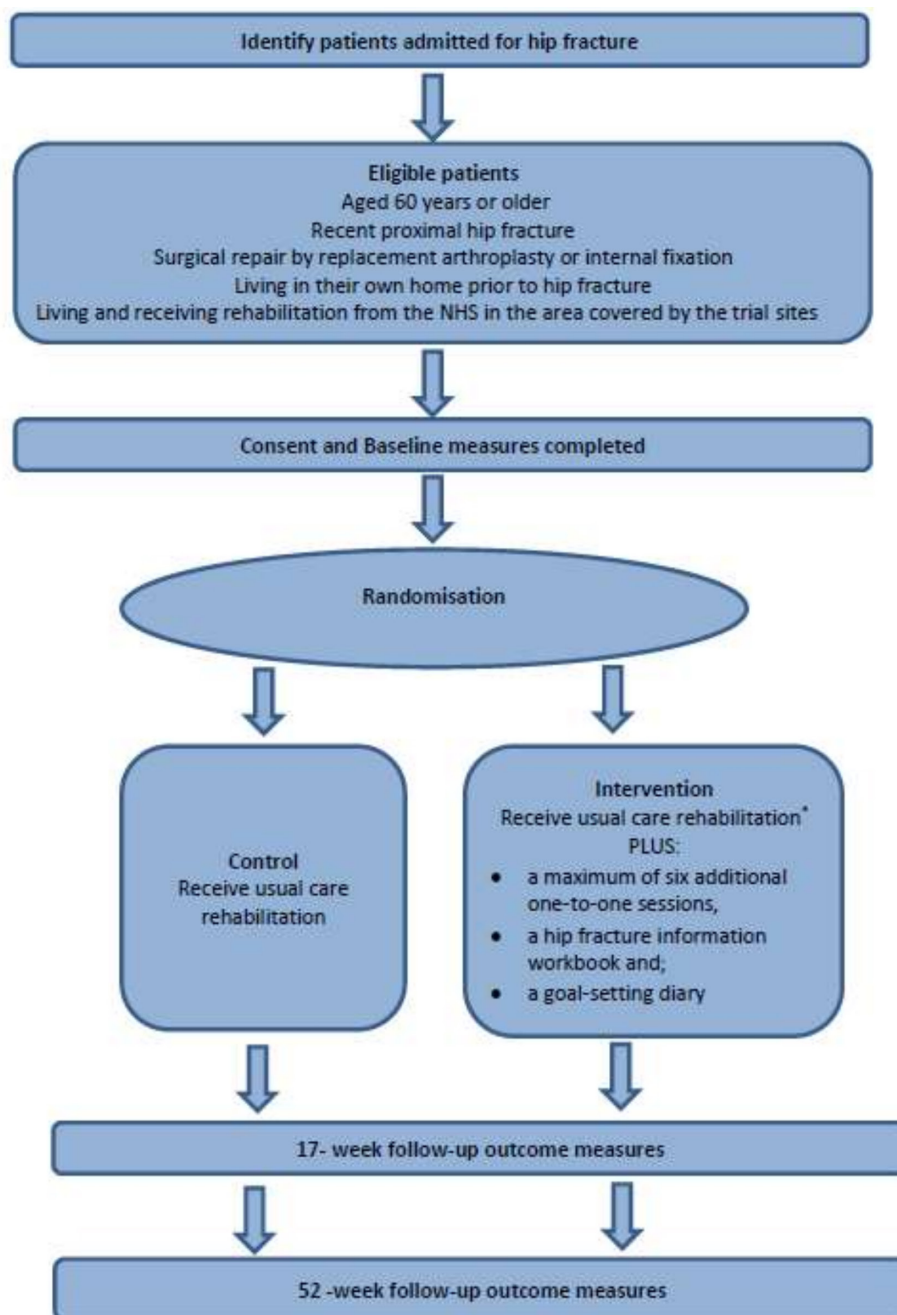 Identify patients admitted for hip fracture
Eligible patients
Aged 60 years or older
Recent proximal hip fracture
Surgical repair by replacement arthroplasty or internal fixation
Living in their own home prior to hip fracture
Living and receiving rehabilitation from the NHS in the area covered by the trial sites
Consent and Baseline measures completed
Randomisation
Control
Receive usual care
rehabilitation
Intervention
Receive usual care rehabilitation*
PLUS:
• a maximum of six additional
one-to-one sessions,
• a hip fracture information
workbook and;
• a goal-setting diary
17- week follow-up outcome measures
52 -week follow-up outcome measures